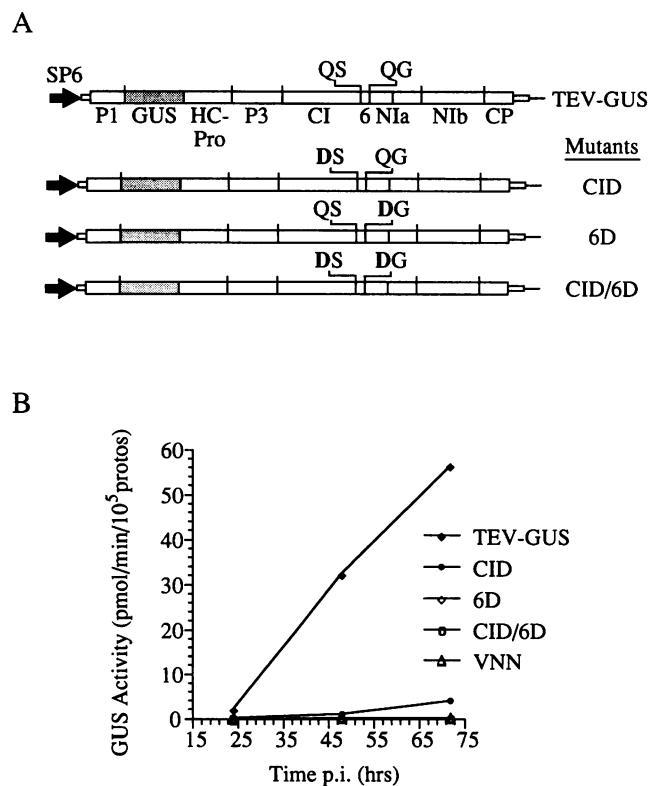 A
SP6
QS QG
TEV-GUS
P1 GUS HC-Pro P3 CI 6 NIa NIb CP
Mutants
DS QG
CID
QS DG
6D
DS DG
CID/6D
B
GUS Activity (pmol/min/10⁵protos)
60
50
40
30
20
10
0
15 25 35 45 55 65 75
Time p.i. (hrs)
TEV-GUS
CID
6D
CID/6D
VNN